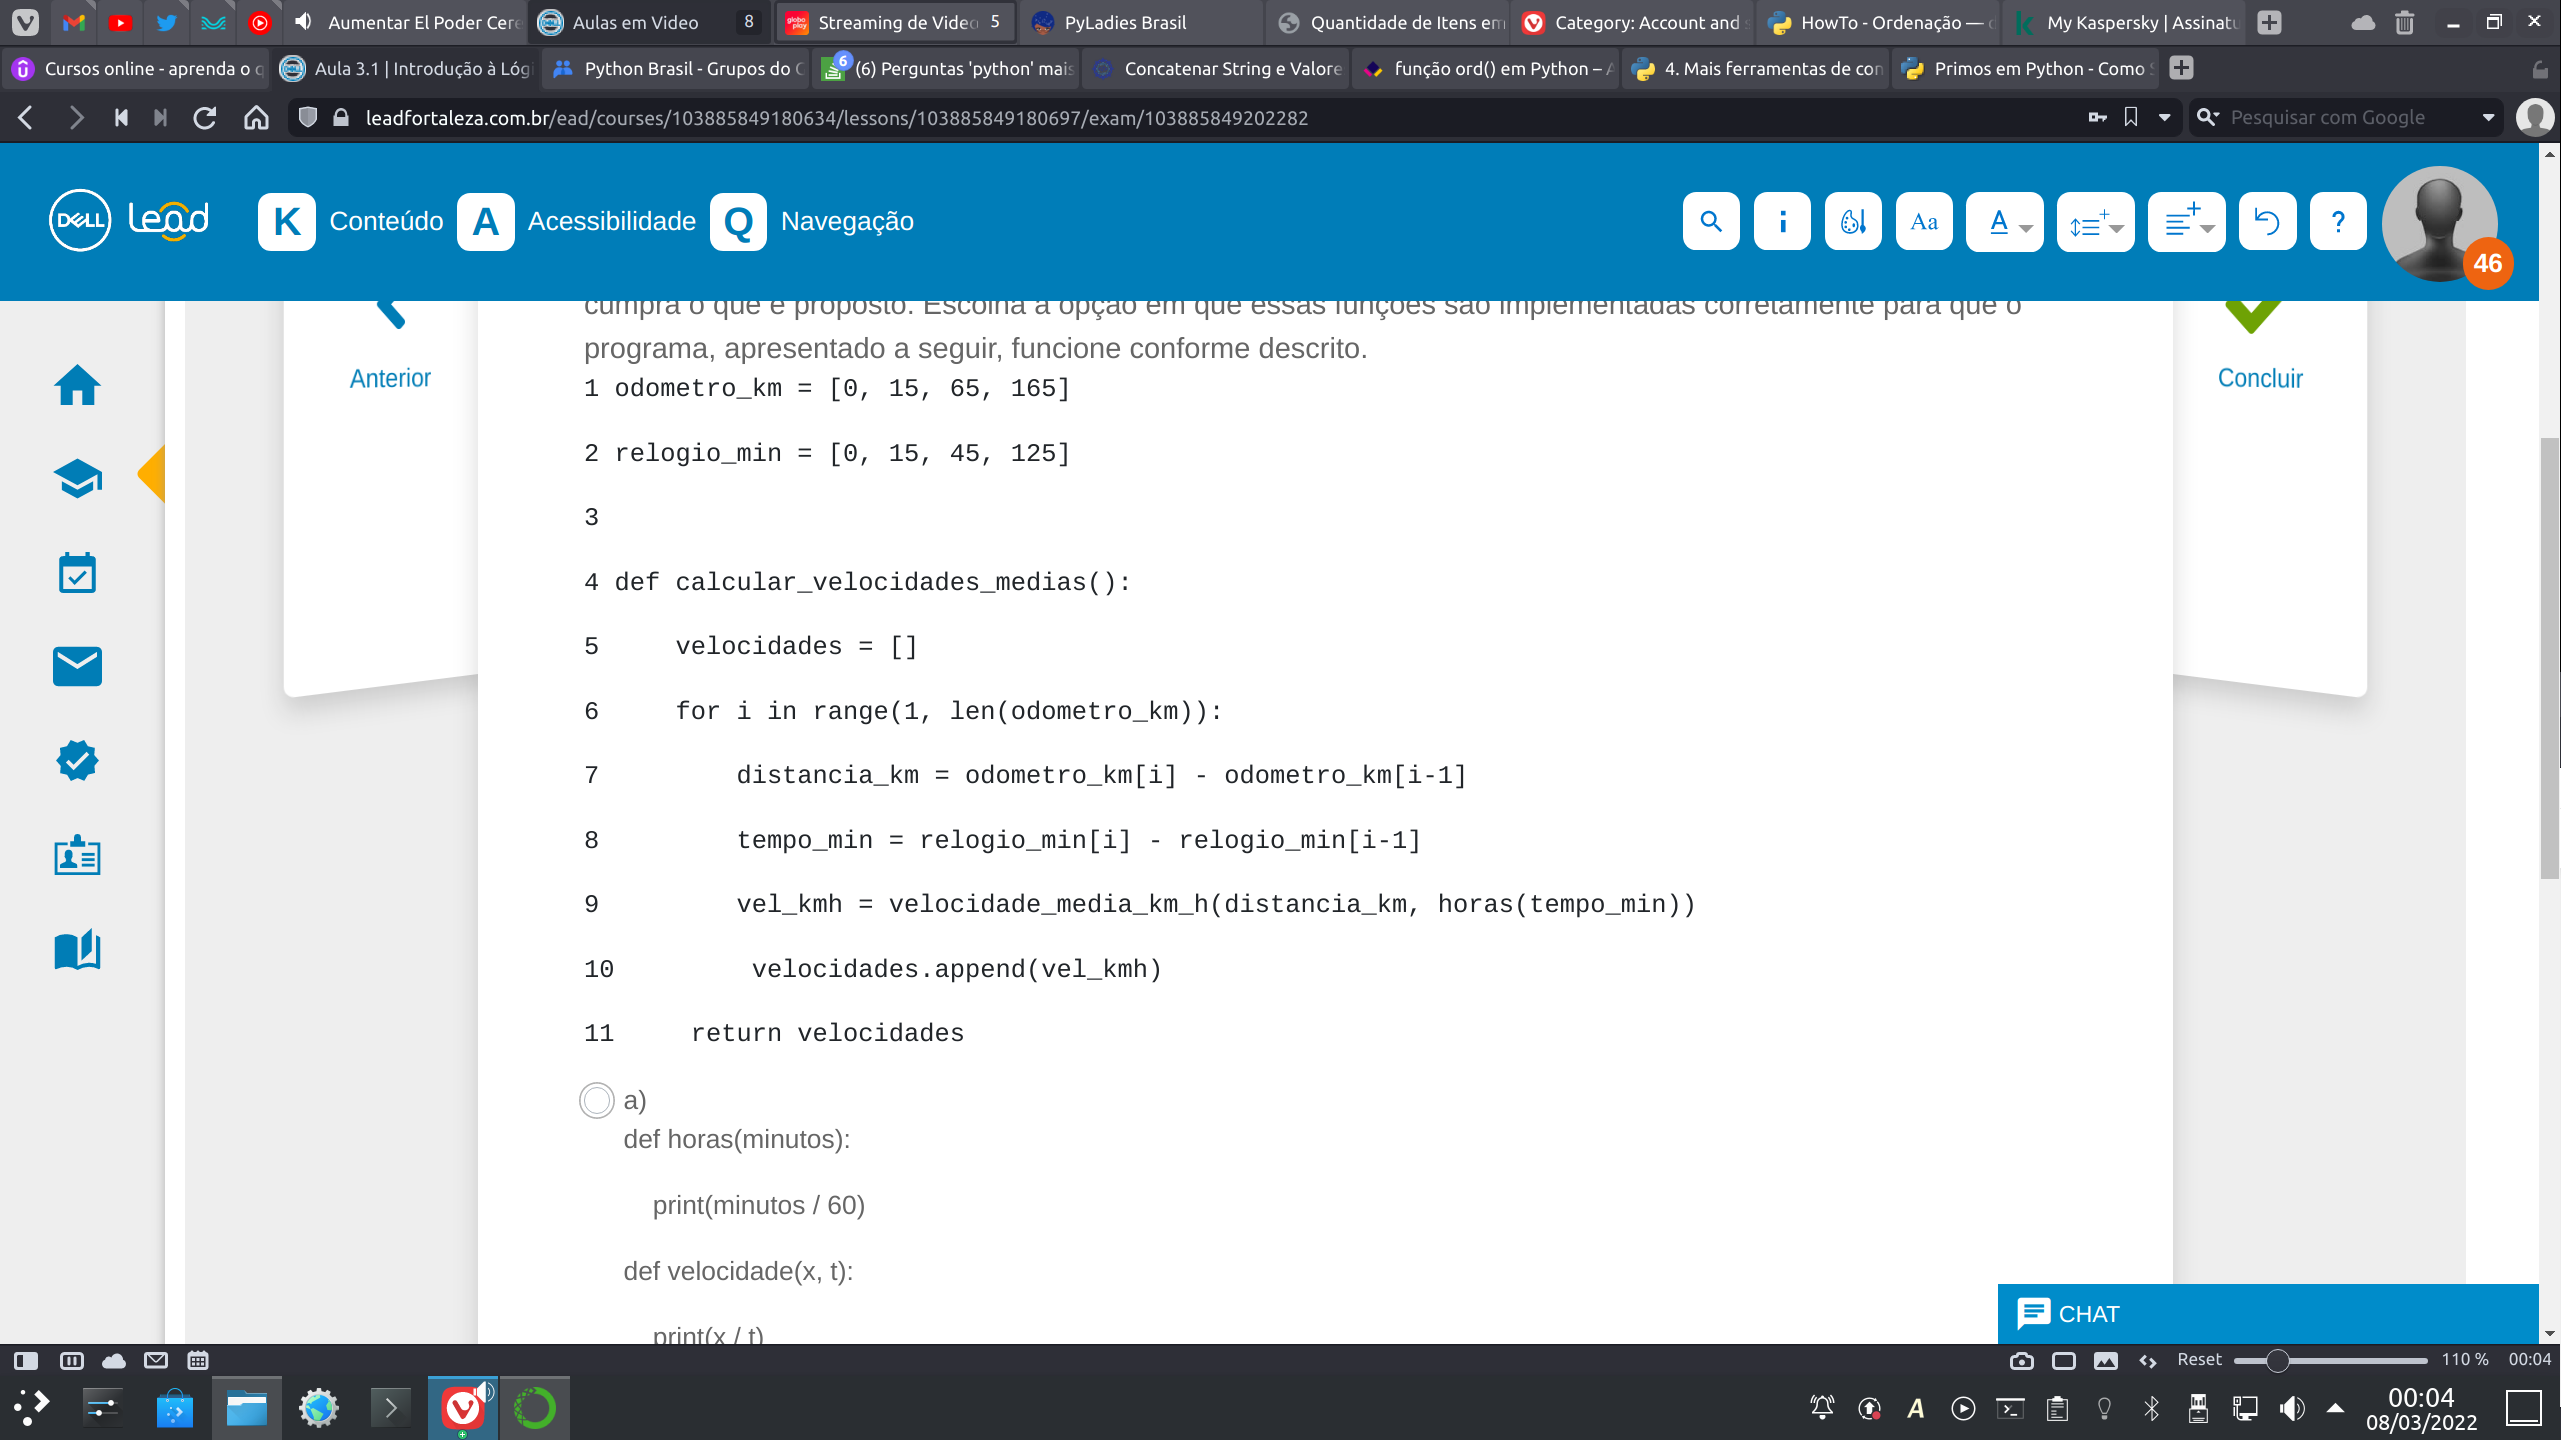 Aumentar El Poder Cere
Aulas em Video 8
Streaming de Video 5
PyLadies Brasil
Quantidade de Itens em
Category: Account and s
HowTo - Ordenação — d
My Kaspersky | Assinatu
Cursos online - aprenda o q
Aula 3.1 | Introdução à Lógi
Python Brasil - Grupos do G
6 (6) Perguntas 'python' mais
Concatenar String e Valore
função ord() em Python – A
4. Mais ferramentas de con
Primos em Python - Como S
leadfortaleza.com.br/ead/courses/103885849180634/lessons/103885849180697/exam/103885849202282
Pesquisar com Google
DELL Lead
K Conteúdo A Acessibilidade Q Navegação
i Aa A ?
46
cumpra o que é proposto. Escolha a opção em que essas funções são implementadas corretamente para que o
programa, apresentado a seguir, funcione conforme descrito.
Anterior
Concluir
1 odometro_km = [0, 15, 65, 165]
2 relogio_min = [0, 15, 45, 125]
3
4 def calcular_velocidades_medias():
5     velocidades = []
6     for i in range(1, len(odometro_km)):
7         distancia_km = odometro_km[i] - odometro_km[i-1]
8         tempo_min = relogio_min[i] - relogio_min[i-1]
9         vel_kmh = velocidade_media_km_h(distancia_km, horas(tempo_min))
10         velocidades.append(vel_kmh)
11     return velocidades
a)
def horas(minutos):
print(minutos / 60)
def velocidade(x, t):
print(x / t)
CHAT
Reset 110 % 00:04
00:04
08/03/2022